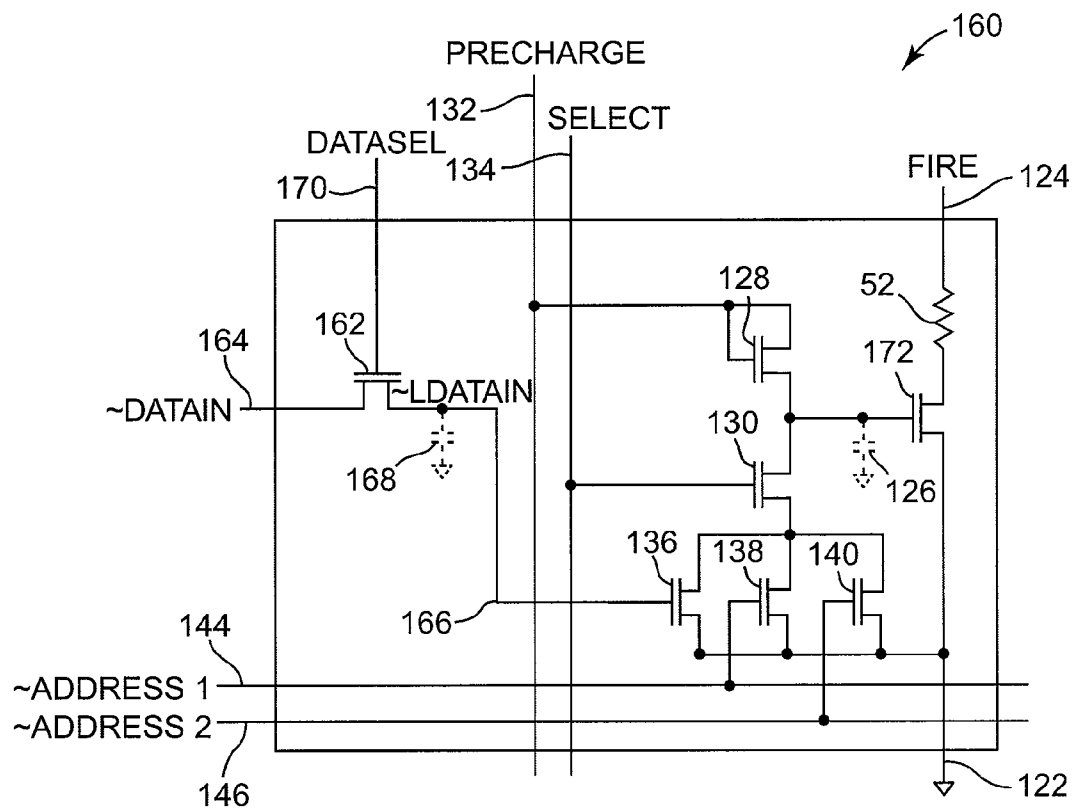 160
PRECHARGE
132
SELECT
DATASEL
134
FIRE
170
124
128
52
162
172
164
~LDATAIN
~DATAIN
130
168
126
136
138
140
166
144
~ADDRESS 1
~ADDRESS 2
146
122